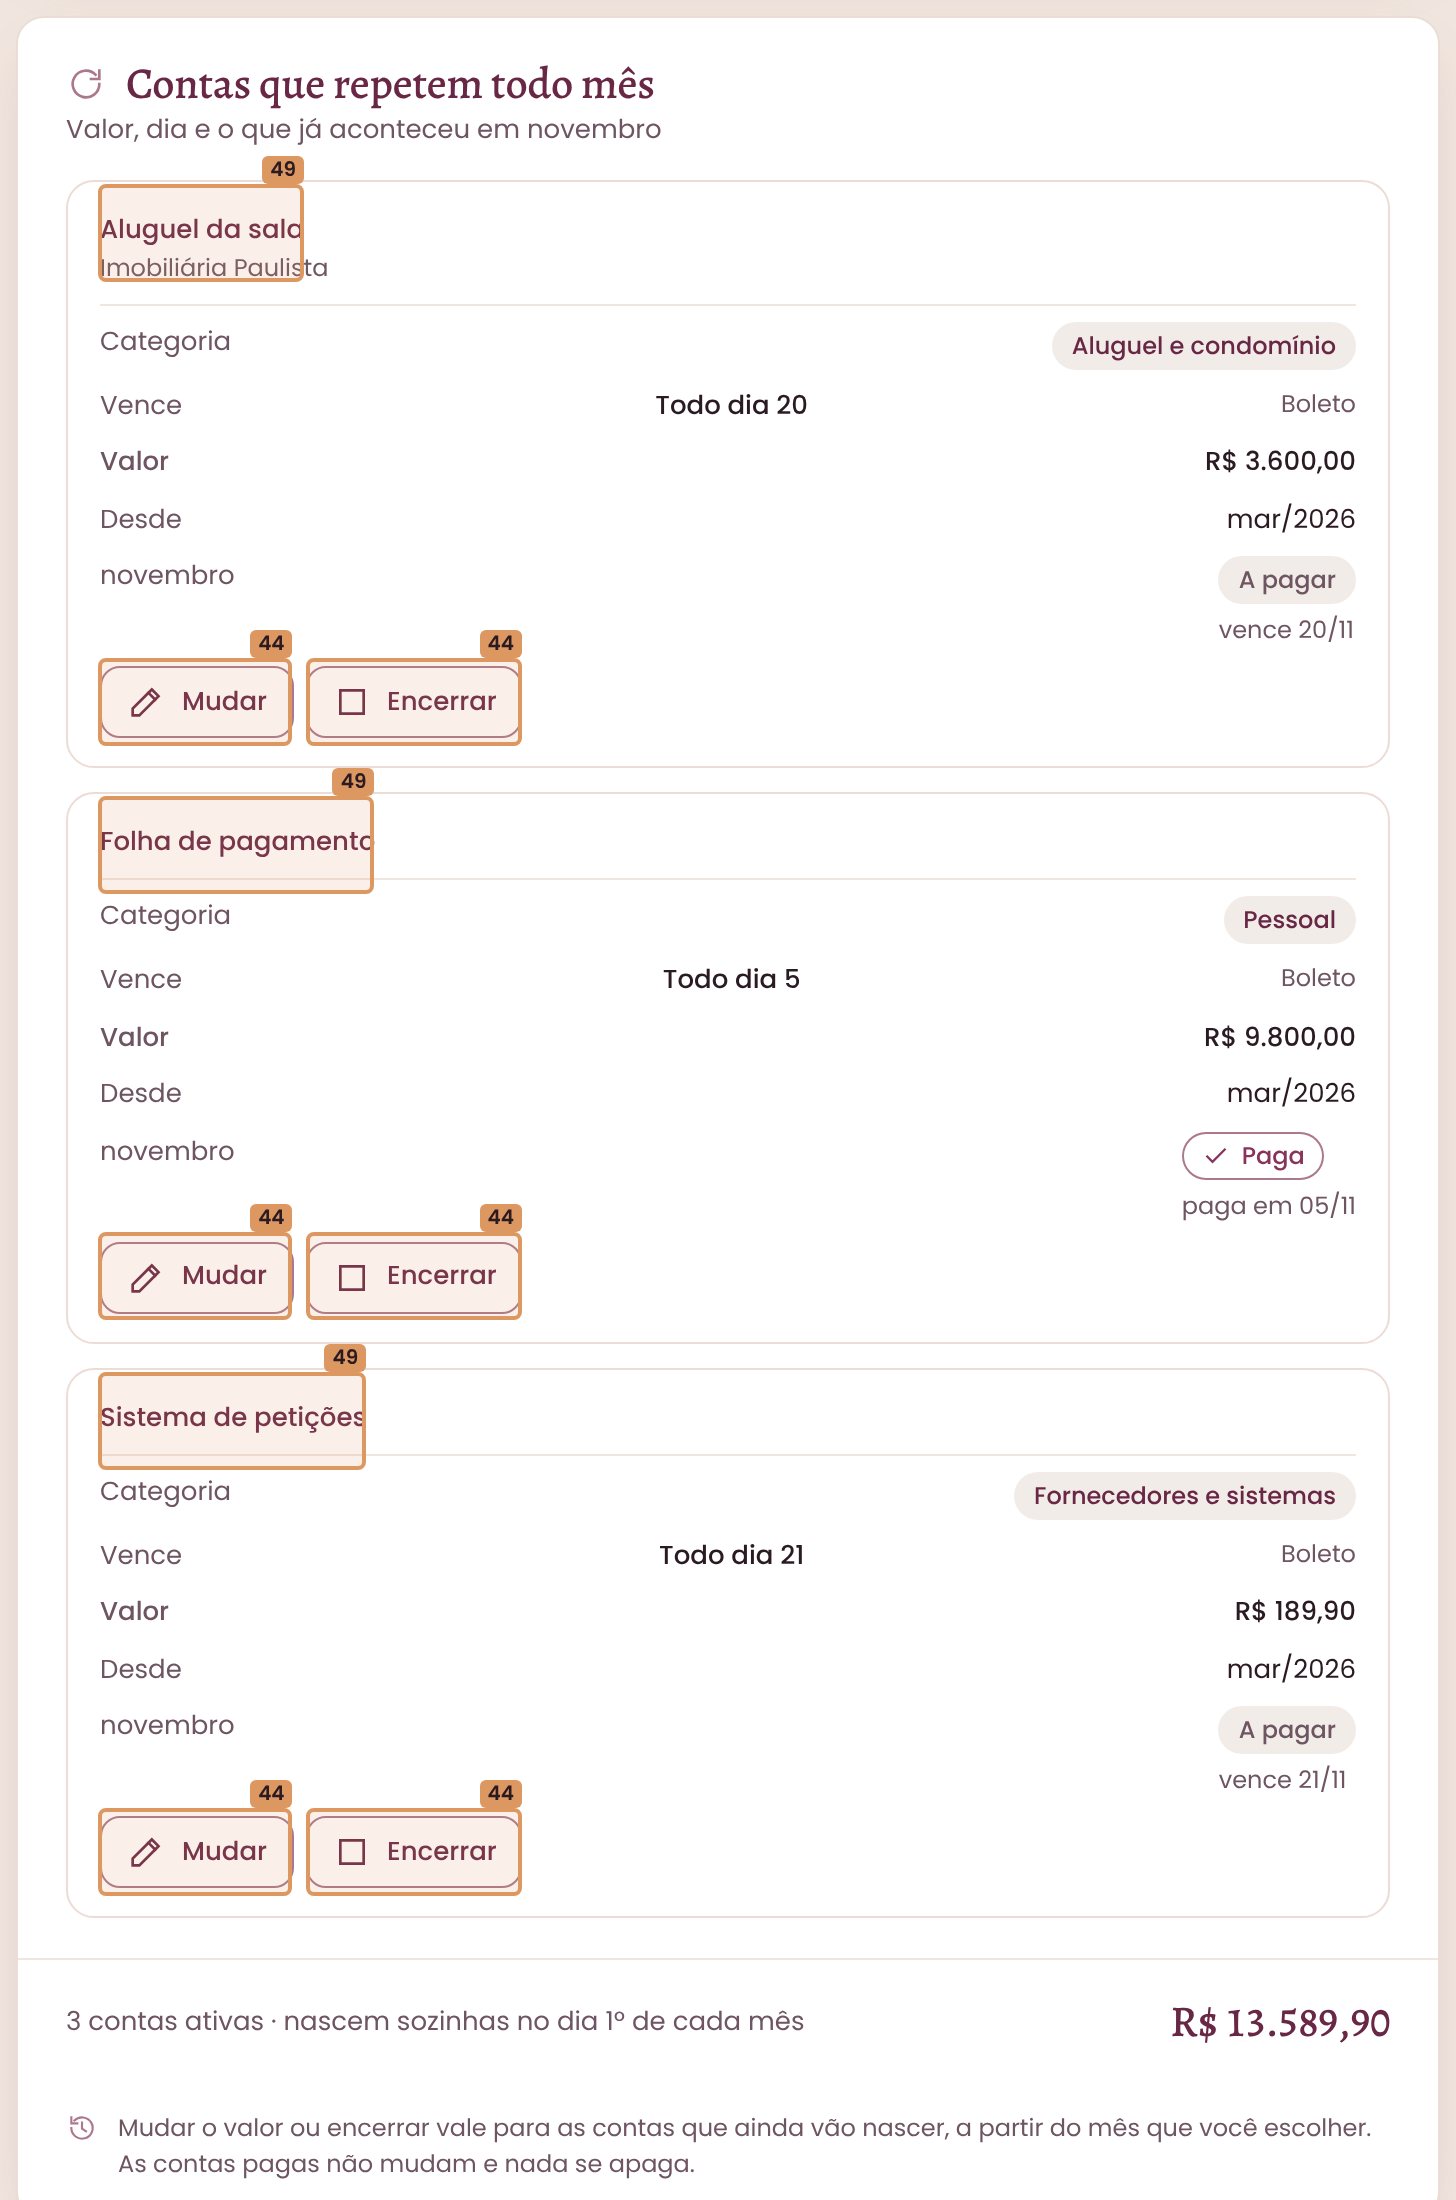 Contas que repetem todo mês
Valor, dia e o que já aconteceu em novembro
49
Aluguel da sala
Imobiliária Paulista
Categoria Aluguel e condomínio
Vence Todo dia 20 Boleto
Valor R$ 3.600,00
Desde mar/2026
novembro A pagar
vence 20/11
44 44
Mudar Encerrar
49
Folha de pagamento
Categoria Pessoal
Vence Todo dia 5 Boleto
Valor R$ 9.800,00
Desde mar/2026
novembro Paga
paga em 05/11
44 44
Mudar Encerrar
49
Sistema de petições
Categoria Fornecedores e sistemas
Vence Todo dia 21 Boleto
Valor R$ 189,90
Desde mar/2026
novembro A pagar
vence 21/11
44 44
Mudar Encerrar
3 contas ativas · nascem sozinhas no dia 1º de cada mês R$ 13.589,90
Mudar o valor ou encerrar vale para as contas que ainda vão nascer, a partir do mês que você escolher.
As contas pagas não mudam e nada se apaga.